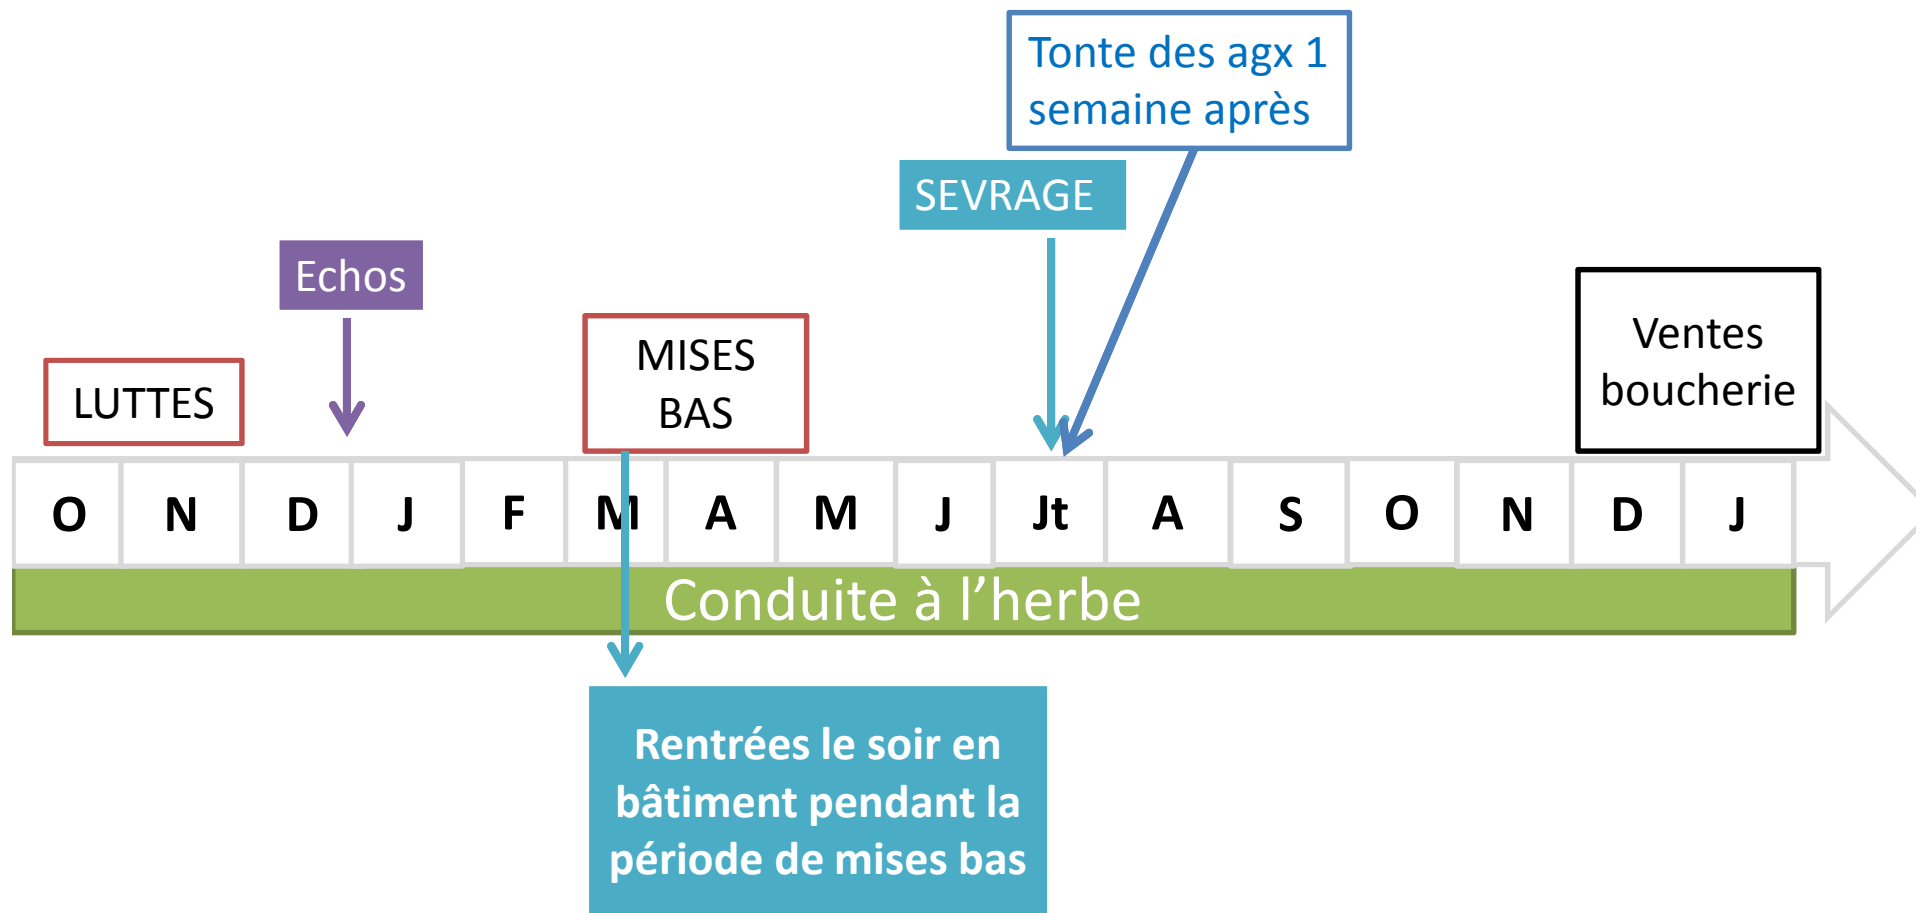 Tonte des agx 1
semaine après
SEVRAGE
Echos
LUTTES
MISES
BAS
Ventes
boucherie
O N D J F M A M J Jt A S O N D J
Conduite à l’herbe
Rentrées le soir en
bâtiment pendant la
période de mises bas